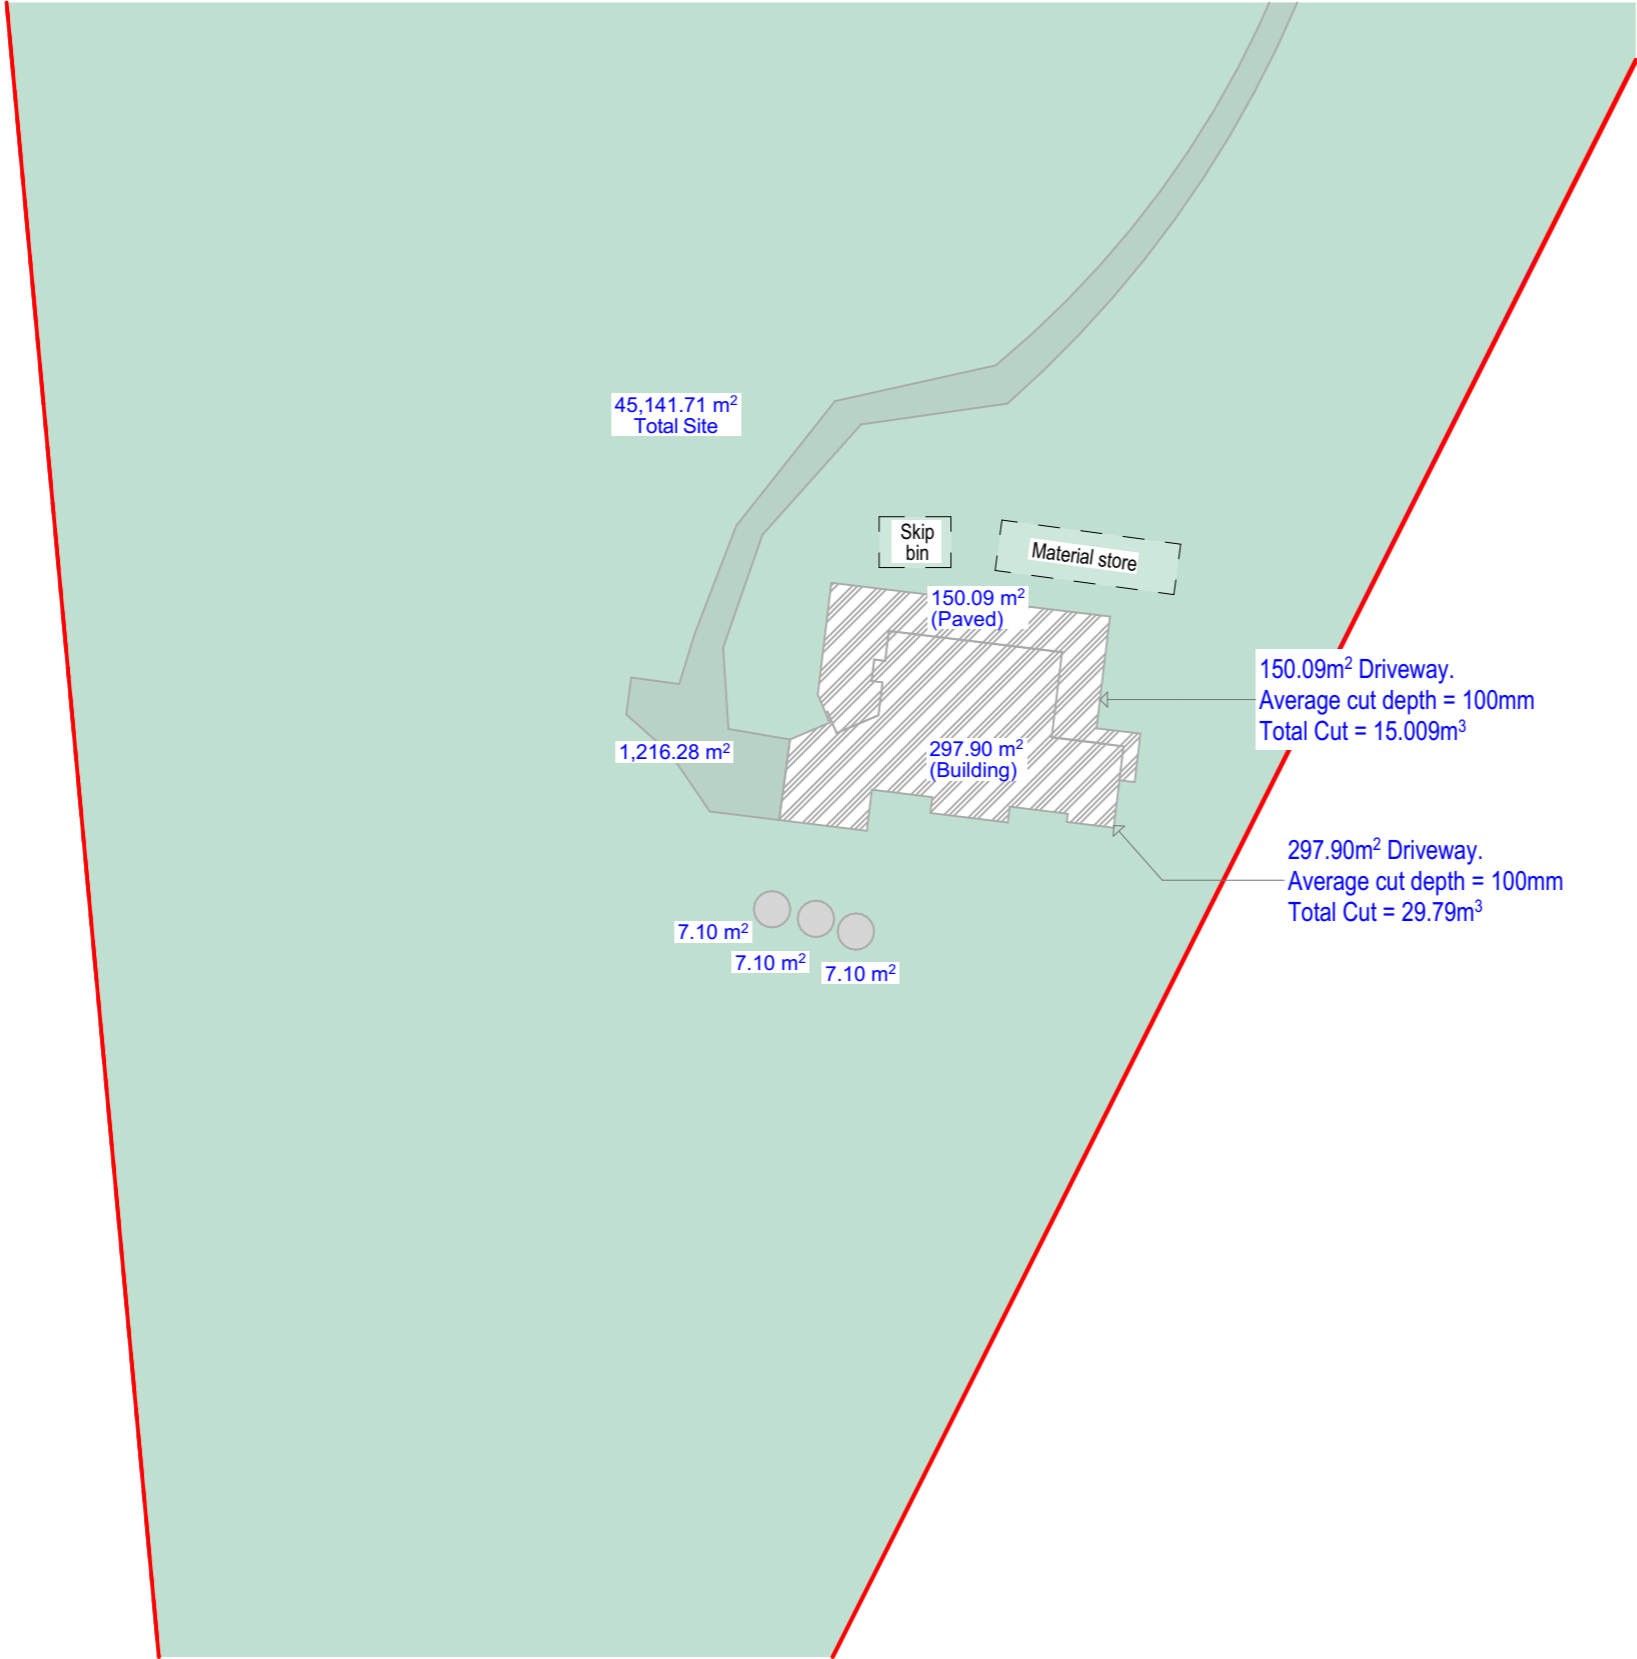 45,141.71 m²
Total Site
Skip
bin
Material store
150.09 m²
(Paved)
150.09m² Driveway.
Average cut depth = 100mm
Total Cut = 15.009m³
1,216.28 m²
297.90 m²
(Building)
297.90m² Driveway.
Average cut depth = 100mm
Total Cut = 29.79m³
7.10 m²
7.10 m²
7.10 m²